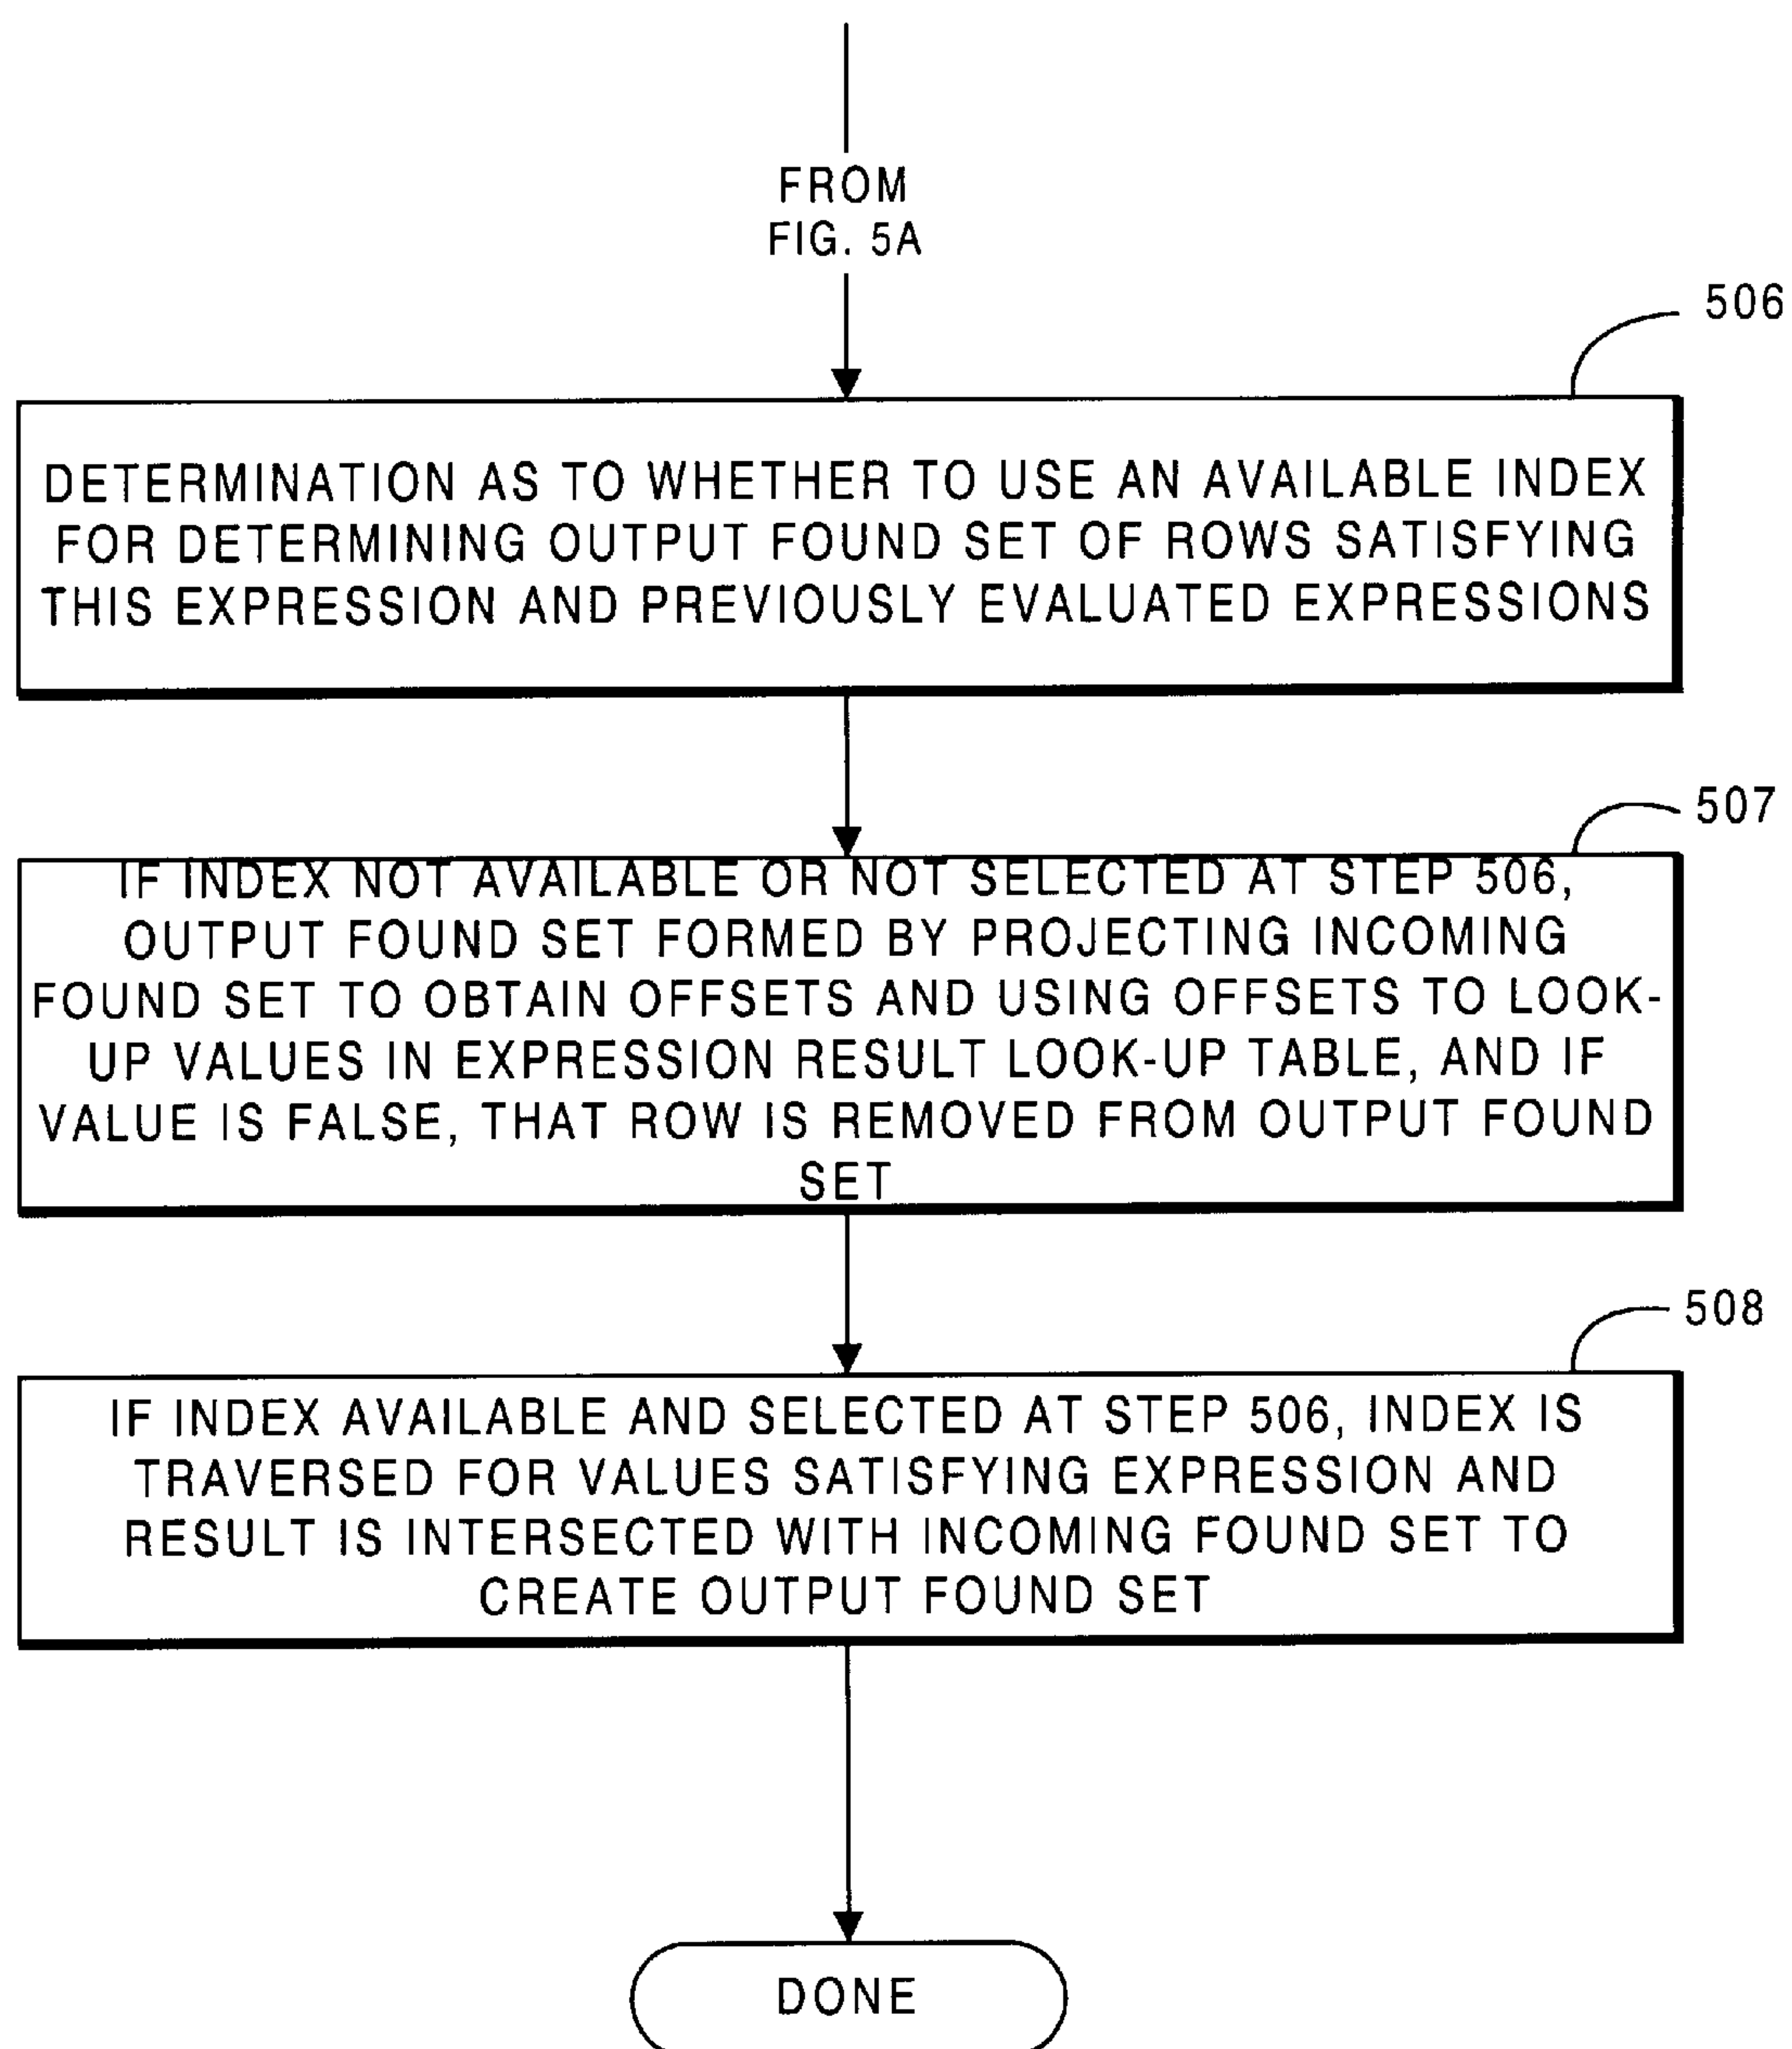 FROM
FIG. 5A
506
DETERMINATION AS TO WHETHER TO USE AN AVAILABLE INDEX
FOR DETERMINING OUTPUT FOUND SET OF ROWS SATISFYING
THIS EXPRESSION AND PREVIOUSLY EVALUATED EXPRESSIONS
507
IF INDEX NOT AVAILABLE OR NOT SELECTED AT STEP 506,
OUTPUT FOUND SET FORMED BY PROJECTING INCOMING
FOUND SET TO OBTAIN OFFSETS AND USING OFFSETS TO LOOK-
UP VALUES IN EXPRESSION RESULT LOOK-UP TABLE, AND IF
VALUE IS FALSE, THAT ROW IS REMOVED FROM OUTPUT FOUND
SET
508
IF INDEX AVAILABLE AND SELECTED AT STEP 506, INDEX IS
TRAVERSED FOR VALUES SATISFYING EXPRESSION AND
RESULT IS INTERSECTED WITH INCOMING FOUND SET TO
CREATE OUTPUT FOUND SET
DONE